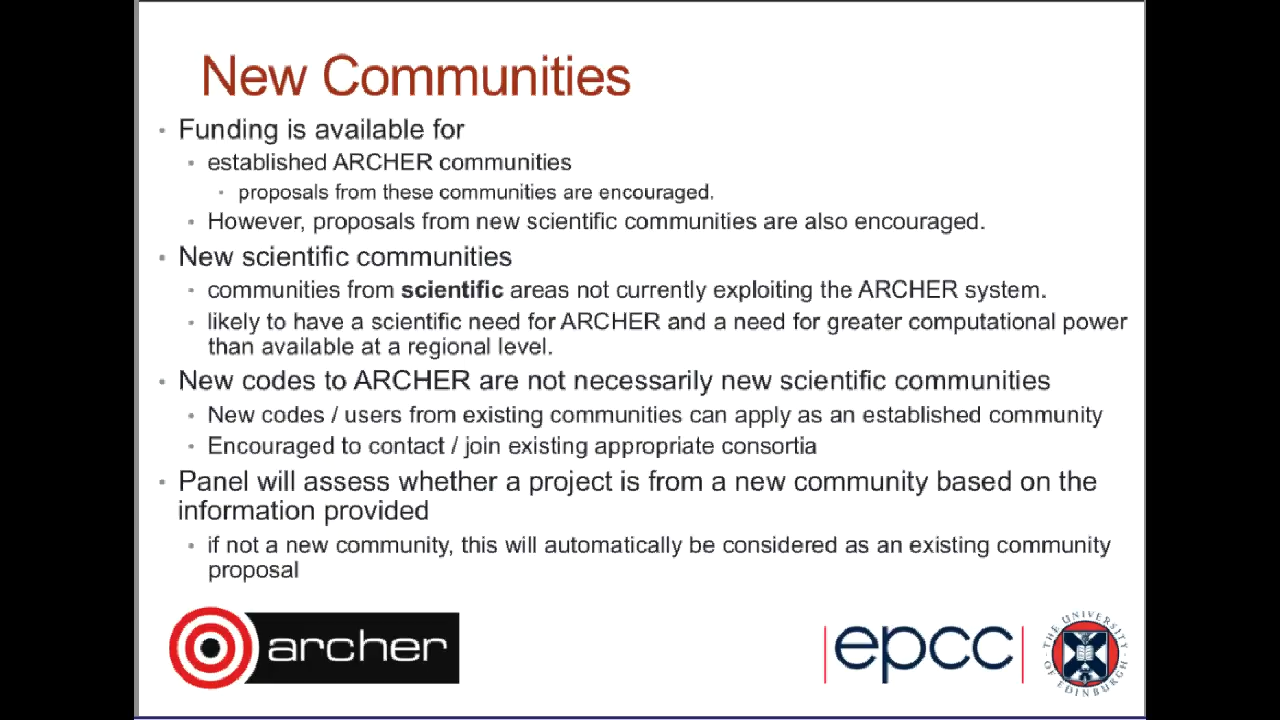 New Communities
• Funding is available for
• established ARCHER communities
• proposals from these communities are encouraged.
• However, proposals from new scientific communities are also encouraged.
• New scientific communities
• communities from scientific areas not currently exploiting the ARCHER system.
• likely to have a scientific need for ARCHER and a need for greater computational power
than available at a regional level.
• New codes to ARCHER are not necessarily new scientific communities
• New codes / users from existing communities can apply as an established community
• Encouraged to contact / join existing appropriate consortia
• Panel will assess whether a project is from a new community based on the
information provided
• if not a new community, this will automatically be considered as an existing community
proposal
archer
epcc
THE UNIVERSITY OF EDINBURGH